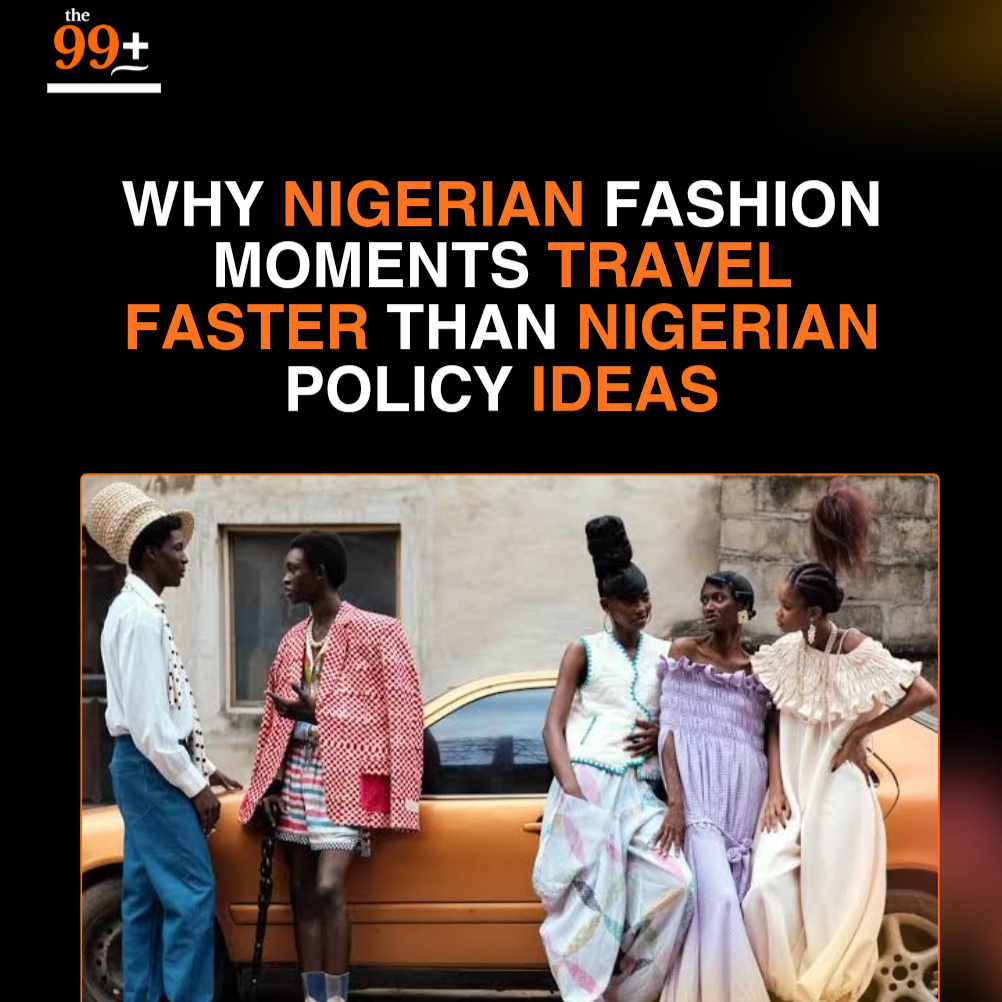 the
99+
WHY NIGERIAN FASHION
MOMENTS TRAVEL
FASTER THAN NIGERIAN
POLICY IDEAS